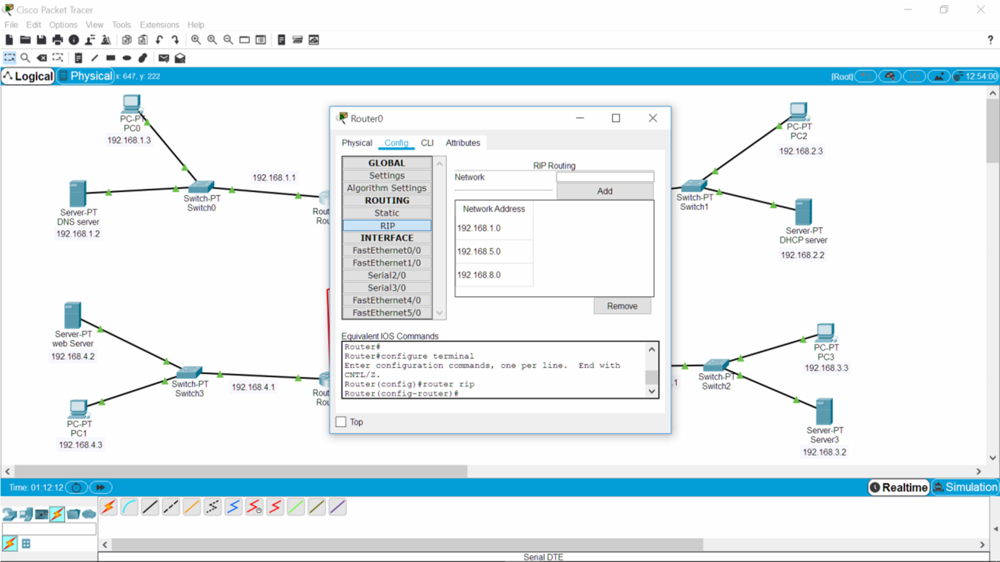 Cisco Packet Tracer
File Edit Options View Tools Extensions Help
?
Logical Physical x: 647, y: 222 [Root] 12:54:00
PC-PT
PC0
192.168.1.3
Server-PT
DNS server
192.168.1.2
Switch-PT
Switch0
192.168.1.1
Rout
Rou
Server-PT
web Server
192.168.4.2
Switch-PT
Switch3
192.168.4.1
Rout
Rou
PC-PT
PC1
192.168.4.3
Router0
Physical Config CLI Attributes
GLOBAL
Settings
Algorithm Settings
ROUTING
Static
RIP
INTERFACE
FastEthernet0/0
FastEthernet1/0
Serial2/0
Serial3/0
FastEthernet4/0
FastEthernet5/0
RIP Routing
Network
Add
Network Address
192.168.1.0
192.168.5.0
192.168.8.0
Remove
Equivalent IOS Commands
Router#
Router#configure terminal
Enter configuration commands, one per line. End with
CNTL/Z.
Router(config)#router rip
Router(config-router)#
Top
PC-PT
PC2
192.168.2.3
Switch-PT
Switch1
Server-PT
DHCP server
192.168.2.2
PC-PT
PC3
192.168.3.3
.1
Switch-PT
Switch2
Server-PT
Server3
192.168.3.2
Time: 01:12:12 Realtime Simulation
Serial DTE